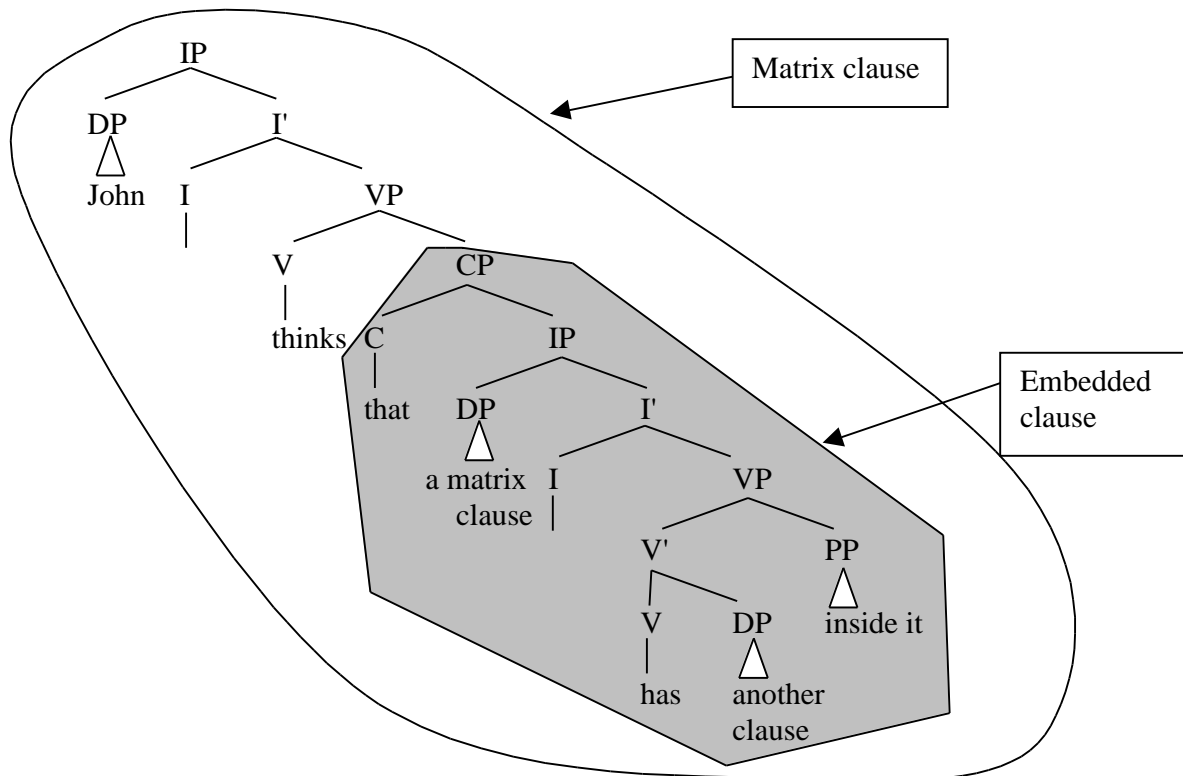 IP
Matrix clause
DP I'
John I VP
V CP
thinks C IP
Embedded
clause
that DP I'
a matrix I VP
clause
V' PP
V DP inside it
has another
clause